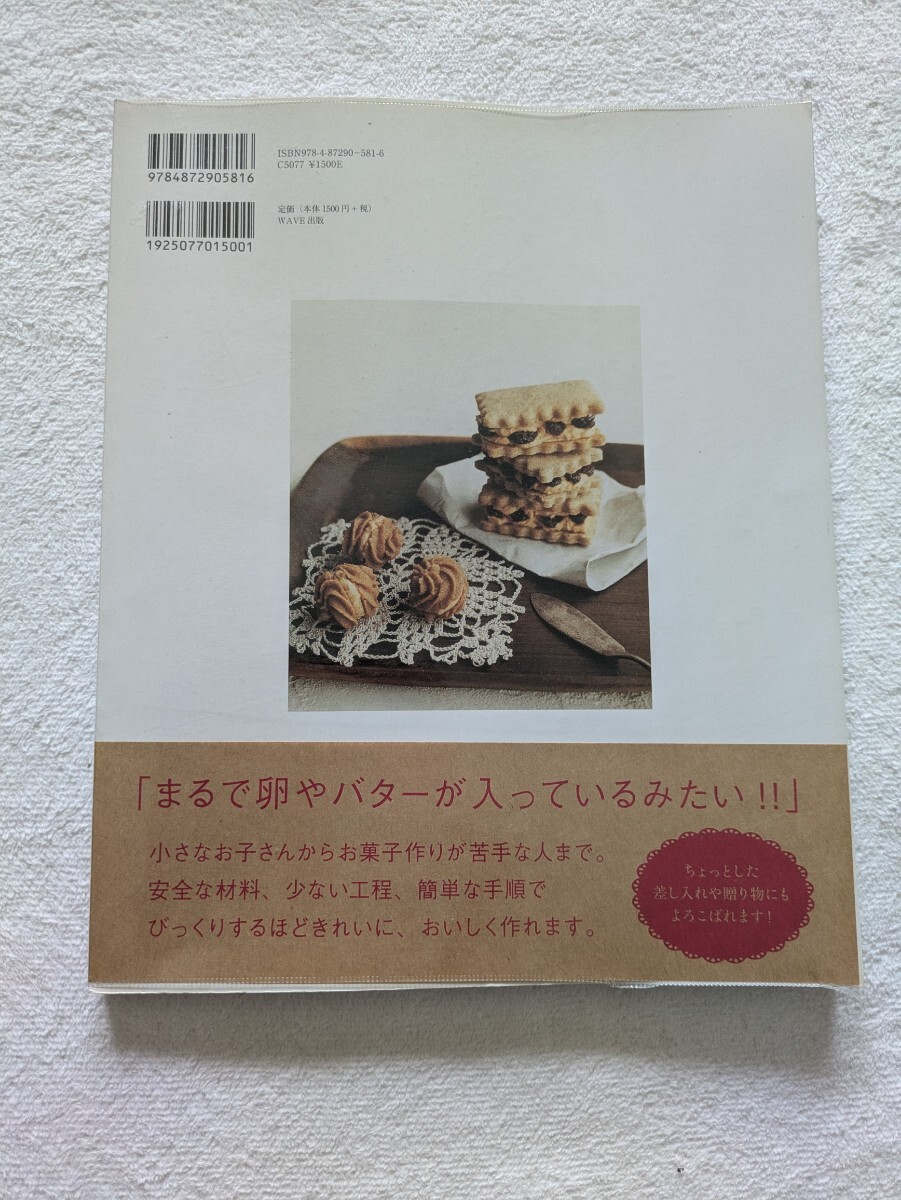 ISBN978-4-87290-581-6
C5077 ¥1500E
9784872905816
定価（本体1500円+税）
WAVE出版
1925077015001
「まるで卵やバターが入っているみたい!!」
小さなお子さんからお菓子作りが苦手な人まで。
安全な材料、少ない工程、簡単な手順で
びっくりするほどきれいに、おいしく作れます。
ちょっとした
差し入れや贈り物にも
よろこばれます！